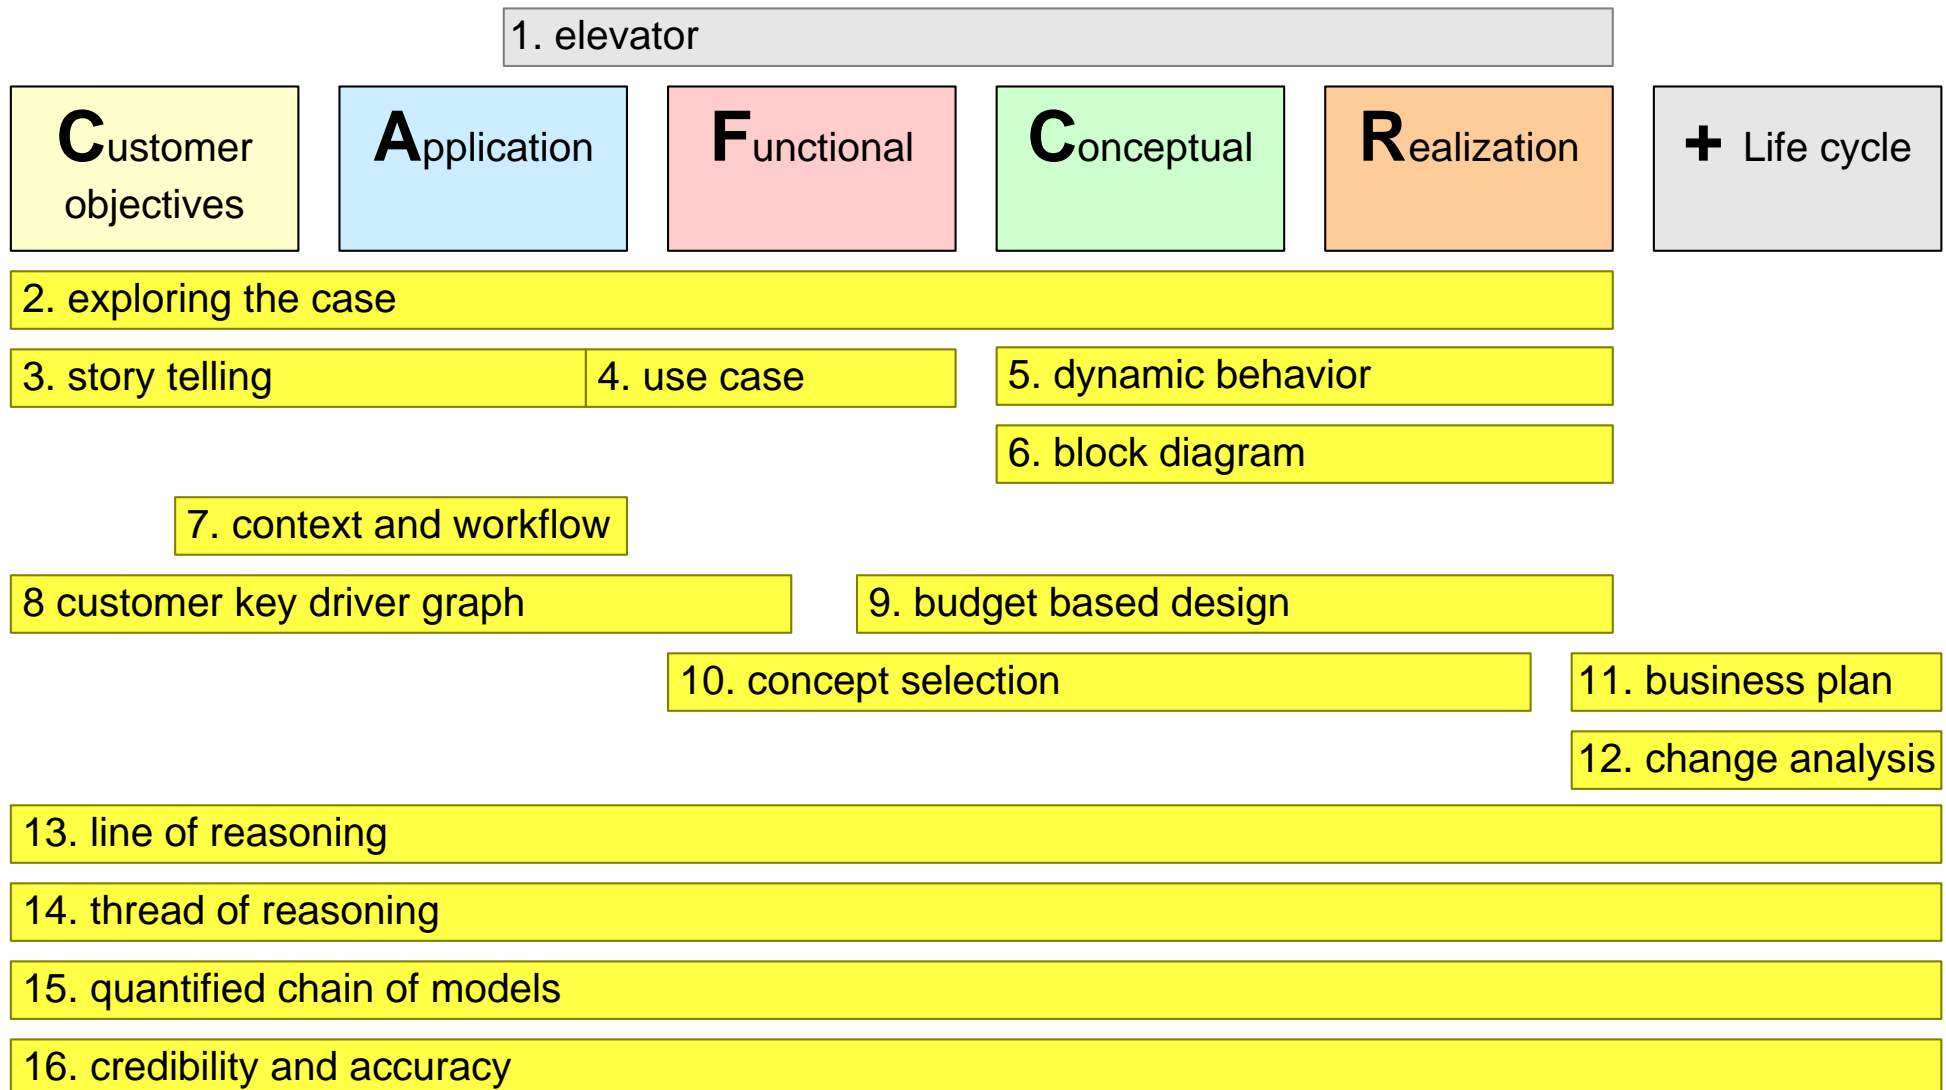 1. elevator
Customer
objectives
Application
Functional
Conceptual
Realization
+ Life cycle
2. exploring the case
3. story telling
4. use case
5. dynamic behavior
6. block diagram
7. context and workflow
8 customer key driver graph
9. budget based design
10. concept selection
11. business plan
12. change analysis
13. line of reasoning
14. thread of reasoning
15. quantified chain of models
16. credibility and accuracy